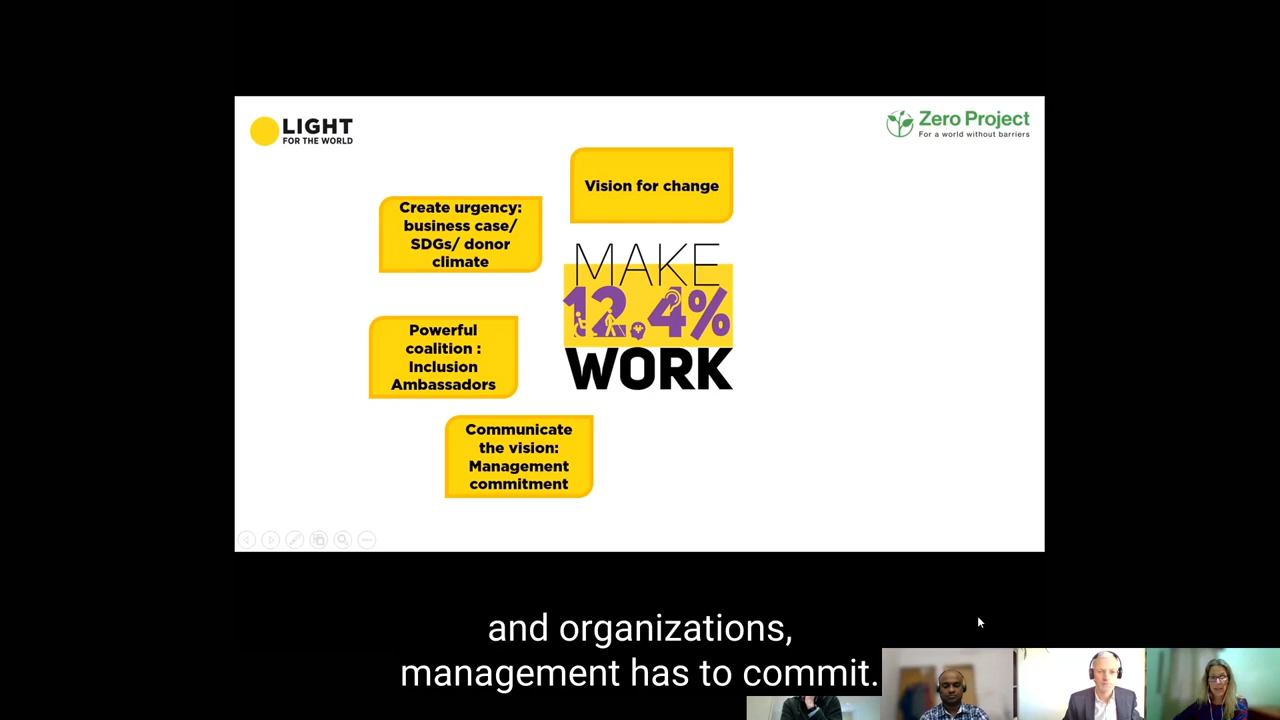 LIGHT
FOR THE WORLD
Zero Project
For a world without barriers
Vision for change
Create urgency:
business case/
SDGs/ donor
climate
MAKE
12.4%
WORK
Powerful
coalition :
Inclusion
Ambassadors
Communicate
the vision:
Management
commitment
and organizations,
management has to commit.